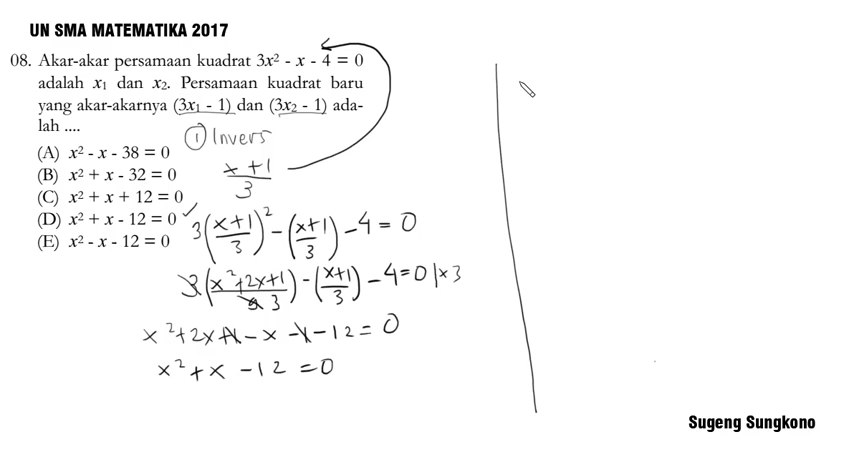 UN SMA MATEMATIKA 2017
08. Akar-akar persamaan kuadrat 3x² - x - 4 = 0
adalah x₁ dan x₂. Persamaan kuadrat baru
yang akar-akarnya (3x₁ - 1) dan (3x₂ - 1) ada-
lah ....
(A) x² - x - 38 = 0
(B) x² + x - 32 = 0
(C) x² + x + 12 = 0
(D) x² + x - 12 = 0 ✓
(E) x² - x - 12 = 0
① Invers
x + 1
3
3(x+1/3)² - (x+1/3) - 4 = 0
3(x²+2x+1/9 3) - (x+1/3) - 4 = 0 | × 3
x² + 2x + 1 - x - 1 - 12 = 0
x² + x - 12 = 0
Sugeng Sungkono